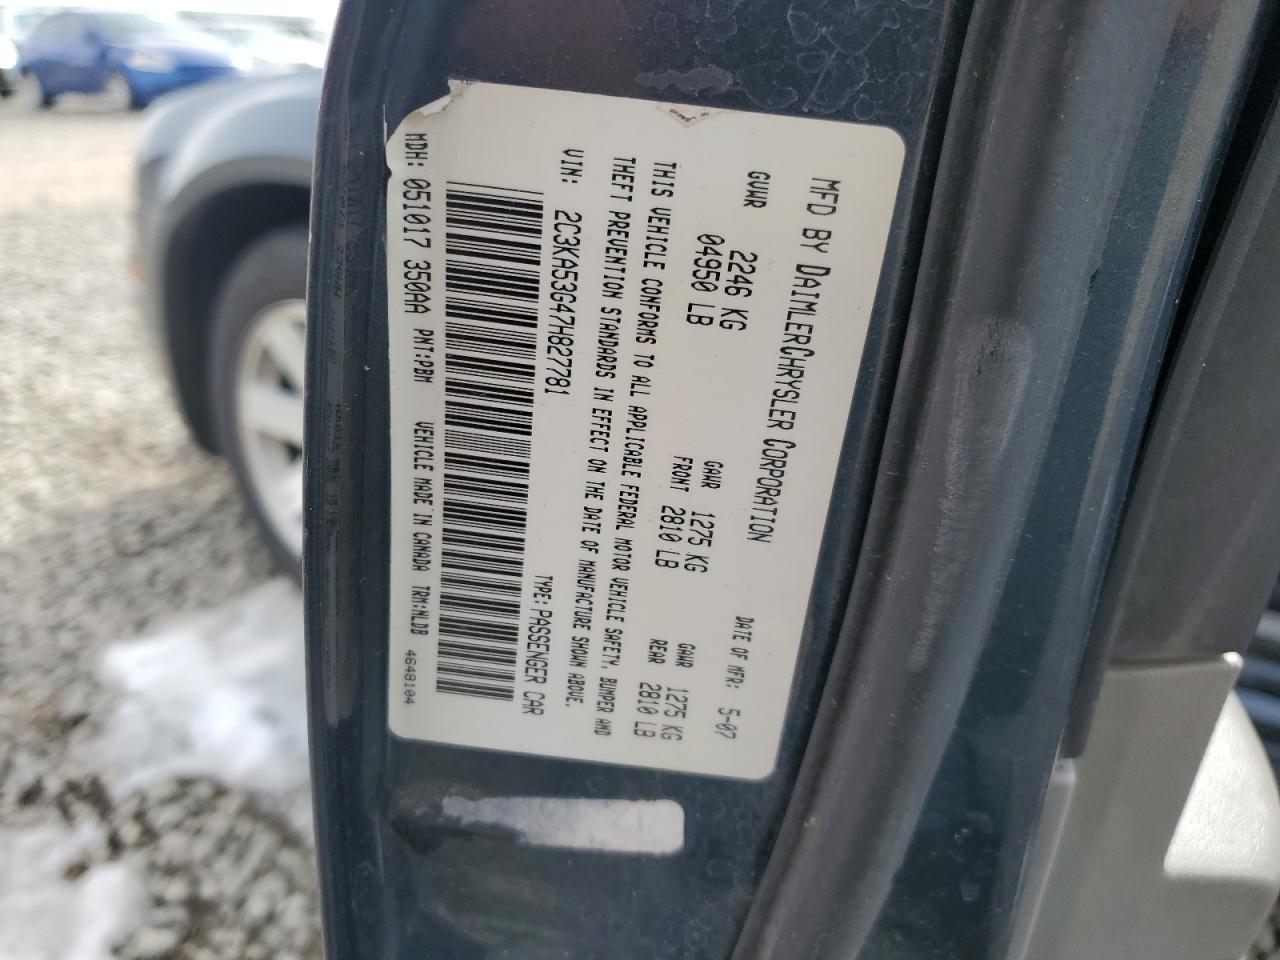 MFD BY DAIMLERCHRYSLER CORPORATION
DATE OF MFR: 5-07
GVWR 2246 KG
04950 LB
GAWR FRONT 1275 KG
2810 LB
GAWR REAR 1275 KG
2810 LB
THIS VEHICLE CONFORMS TO ALL APPLICABLE FEDERAL MOTOR VEHICLE SAFETY, BUMPER AND
THEFT PREVENTION STANDARDS IN EFFECT ON THE DATE OF MANUFACTURE SHOWN ABOVE.
VIN: 2C3KA53G47H827781 TYPE: PASSENGER CAR
MDH: 051017 350AA PNT:PBM VEHICLE MADE IN CANADA TRM:NLDB 4648104